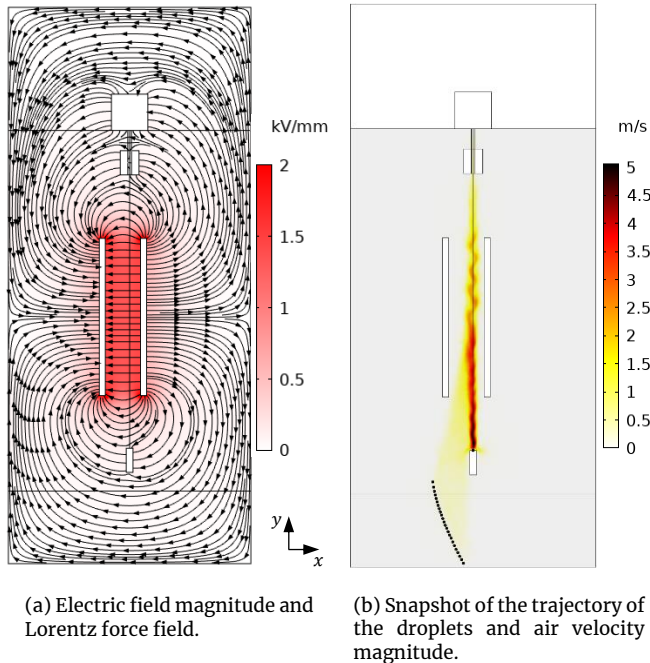 kV/mm
2
1.5
1
0.5
0
y
x
m/s
5
4.5
4
3.5
3
2.5
2
1.5
1
0.5
0
(a) Electric field magnitude and
Lorentz force field.
(b) Snapshot of the trajectory of
the droplets and air velocity
magnitude.